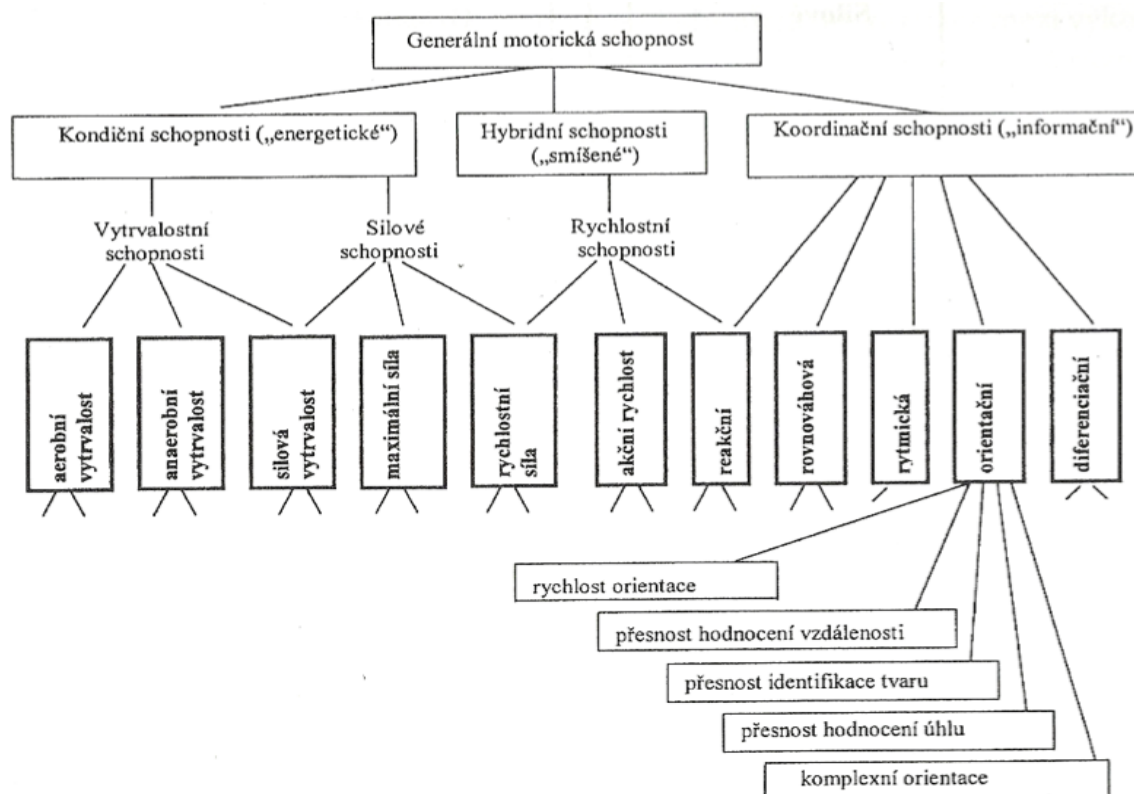 Generální motorická schopnost
Kondiční schopnosti („energetické“)
Hybridní schopnosti
(„smíšené“)
Koordinační schopnosti („informační“)
Vytrvalostní
schopnosti
Silové
schopnosti
Rychlostní
schopnosti
aerobní
vytrvalost
anaerobní
vytrvalost
silová
vytrvalost
maximální síla
rychlostní
síla
akční rychlost
reakční
rovnováhová
rytmická
orientační
diferenciační
rychlost orientace
přesnost hodnocení vzdálenosti
přesnost identifikace tvaru
přesnost hodnocení úhlu
komplexní orientace